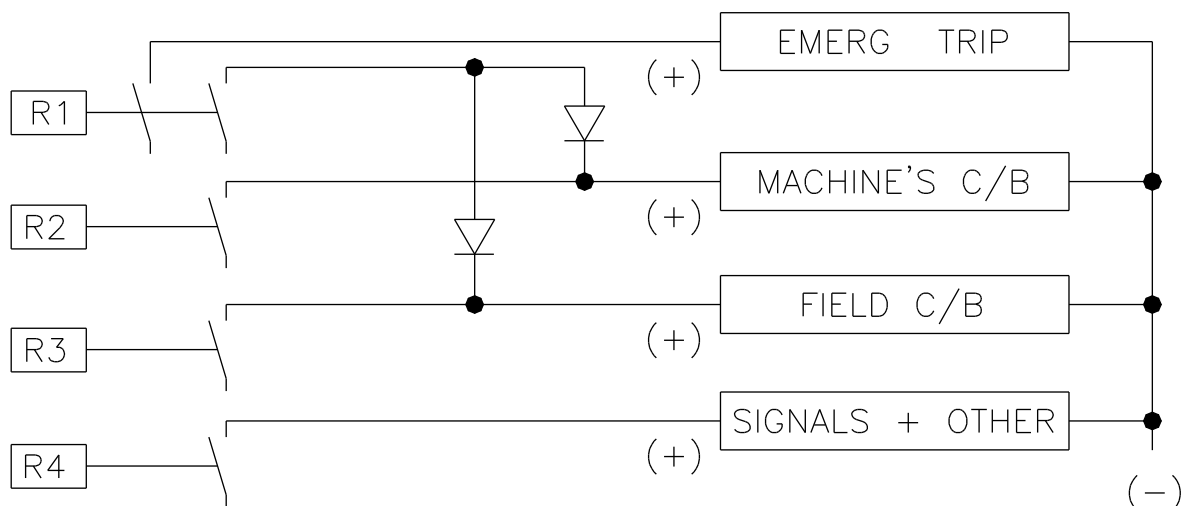 EMERG TRIP
(+)
R1
MACHINE'S C/B
(+)
R2
FIELD C/B
(+)
R3
SIGNALS + OTHER
(+)
R4
(-)